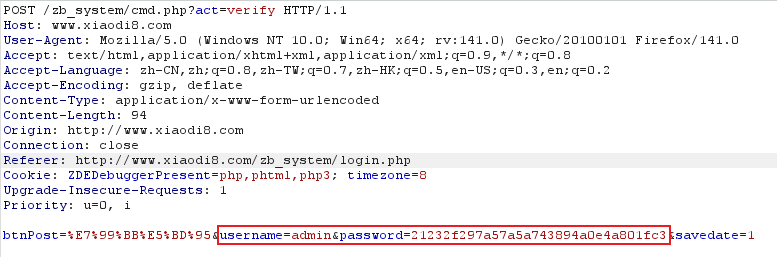 POST /zb_system/cmd.php?act=verify HTTP/1.1
Host: www.xiaodi8.com
User-Agent: Mozilla/5.0 (Windows NT 10.0; Win64; x64; rv:141.0) Gecko/20100101 Firefox/141.0
Accept: text/html,application/xhtml+xml,application/xml;q=0.9,*/*;q=0.8
Accept-Language: zh-CN,zh;q=0.8,zh-TW;q=0.7,zh-HK;q=0.5,en-US;q=0.3,en;q=0.2
Accept-Encoding: gzip, deflate
Content-Type: application/x-www-form-urlencoded
Content-Length: 94
Origin: http://www.xiaodi8.com
Connection: close
Referer: http://www.xiaodi8.com/zb_system/login.php
Cookie: ZDEDebuggerPresent=php,phtml,php3; timezone=8
Upgrade-Insecure-Requests: 1
Priority: u=0, i
btnPost=%E7%99%BB%E5%BD%95&username=admin&password=21232f297a57a5a743894a0e4a801fc3&savedate=1